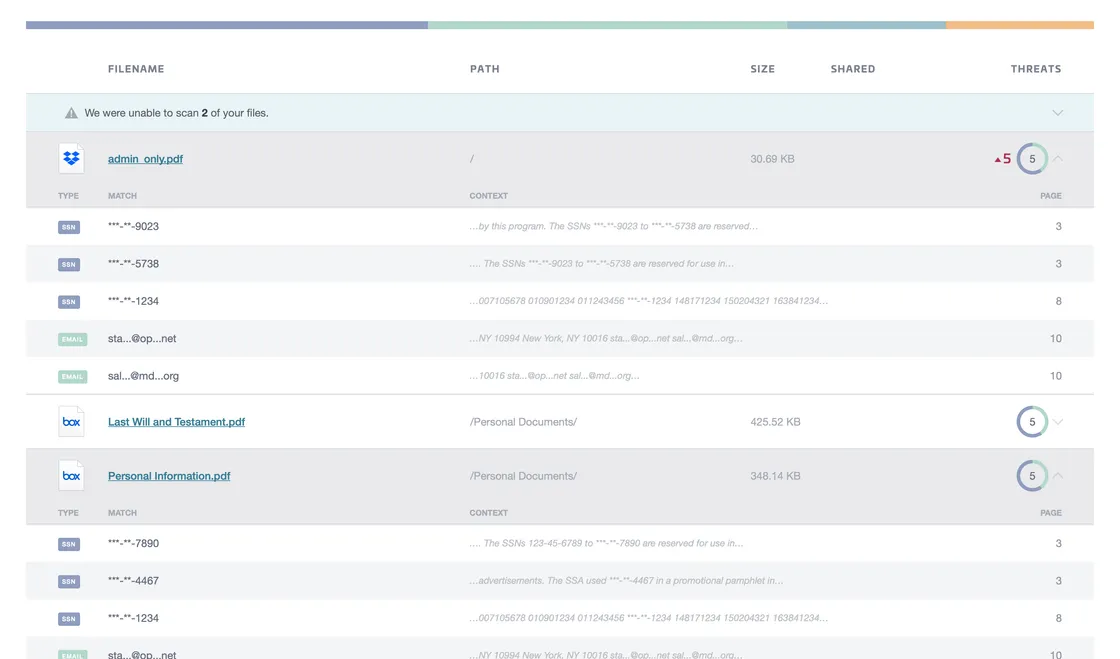 FILENAME PATH SIZE SHARED THREATS
We were unable to scan 2 of your files.
admin_only.pdf / 30.69 KB 5 5
TYPE MATCH CONTEXT PAGE
SSN ***-**-9023 ...by this program. The SSNs ***-**-9023 to ***-**-5738 are reserved... 3
SSN ***-**-5738 .... The SSNs ***-**-9023 to ***-**-5738 are reserved for use in... 3
SSN ***-**-1234 ...007105678 010901234 011243456 ***-**-1234 148171234 150204321 163841234... 8
EMAIL sta...@op...net ...NY 10994 New York, NY 10016 sta...@op...net sal...@md...org... 10
EMAIL sal...@md...org ...10016 sta...@op...net sal...@md...org... 10
box Last Will and Testament.pdf /Personal Documents/ 425.52 KB 5
box Personal Information.pdf /Personal Documents/ 348.14 KB 5
TYPE MATCH CONTEXT PAGE
SSN ***-**-7890 .... The SSNs 123-45-6789 to ***-**-7890 are reserved for use in... 3
SSN ***-**-4467 ...advertisements. The SSA used ***-**-4467 in a promotional pamphlet in... 3
SSN ***-**-1234 ...007105678 010901234 011243456 ***-**-1234 148171234 150204321 163841234... 8
EMAIL sta...@op...net ...NY 10994 New York, NY 10016 sta...@op...net sal...@md...org... 10